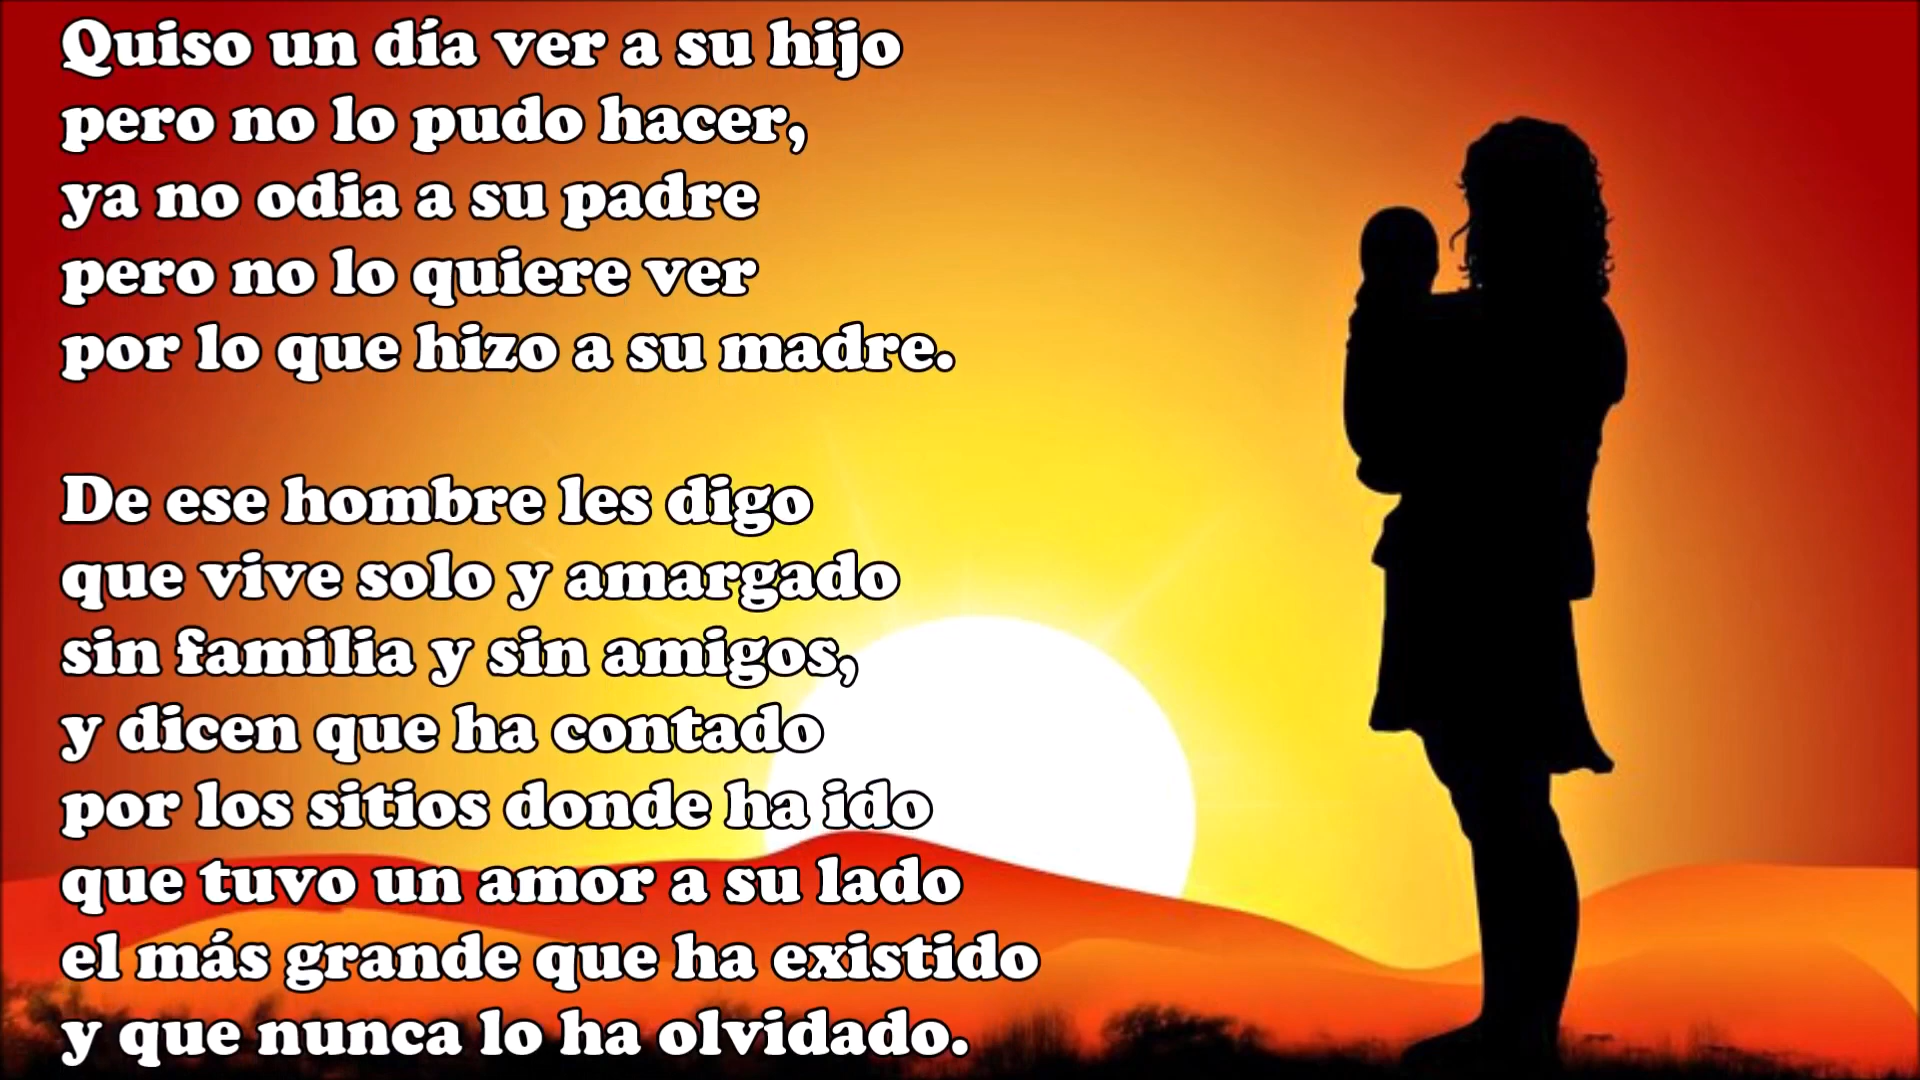 Quiso un día ver a su hijo
pero no lo pudo hacer,
ya no odia a su padre
pero no lo quiere ver
por lo que hizo a su madre.
De ese hombre les digo
que vive solo y amargado
sin familia y sin amigos,
y dicen que ha contado
por los sitios donde ha ido
que tuvo un amor a su lado
el más grande que ha existido
y que nunca lo ha olvidado.